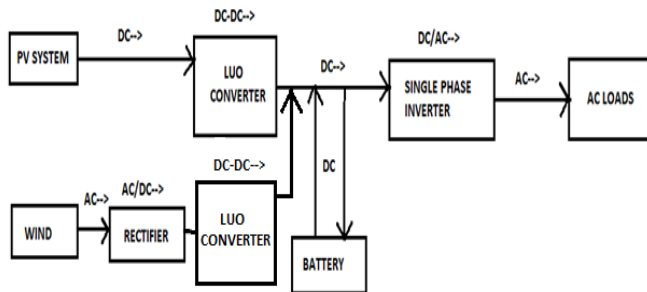 DC-DC-->
DC/AC-->
DC-->
PV SYSTEM
LUO
CONVERTER
DC-->
SINGLE PHASE
INVERTER
AC-->
AC LOADS
DC-DC-->
DC
AC-->
AC/DC-->
WIND
RECTIFIER
LUO
CONVERTER
BATTERY